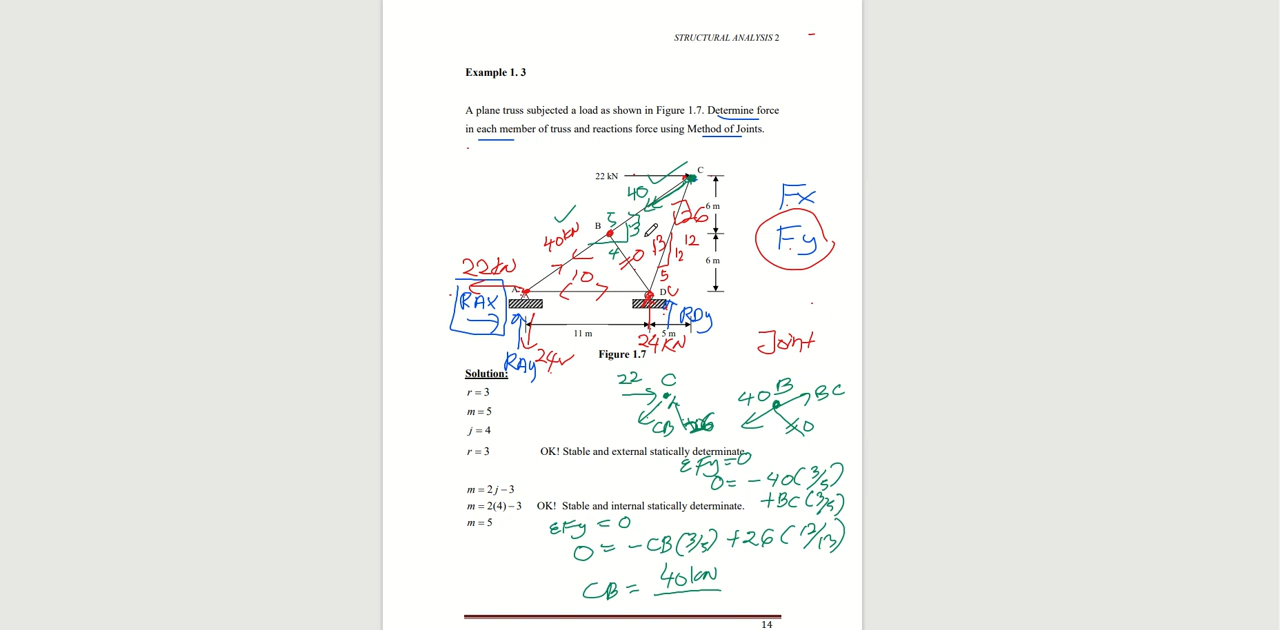 STRUCTURAL ANALYSIS 2
Example 1. 3
A plane truss subjected a load as shown in Figure 1.7. Determine force
in each member of truss and reactions force using Method of Joints.
.
22 kN
C
40
Fx
5
26
6 m
B
3
40kN
13
12
Fy
4
0
12
6 m
22kN
10
5
A
D
RAX
RDy
11 m
5 m
24KN
Joint
Figure 1.7
RAy
24
Solution:
22
C
B
r = 3
40
BC
m = 5
CB
26
0
j = 4
r = 3
OK! Stable and external statically determinate.
ΣFy=0
0= -40(3/5)
+BC(3/5)
m = 2j – 3
m = 2(4) – 3
OK! Stable and internal statically determinate.
m = 5
ΣFy = 0
0 = -CB(3/5) +26(12/13)
CB = 40kN
14